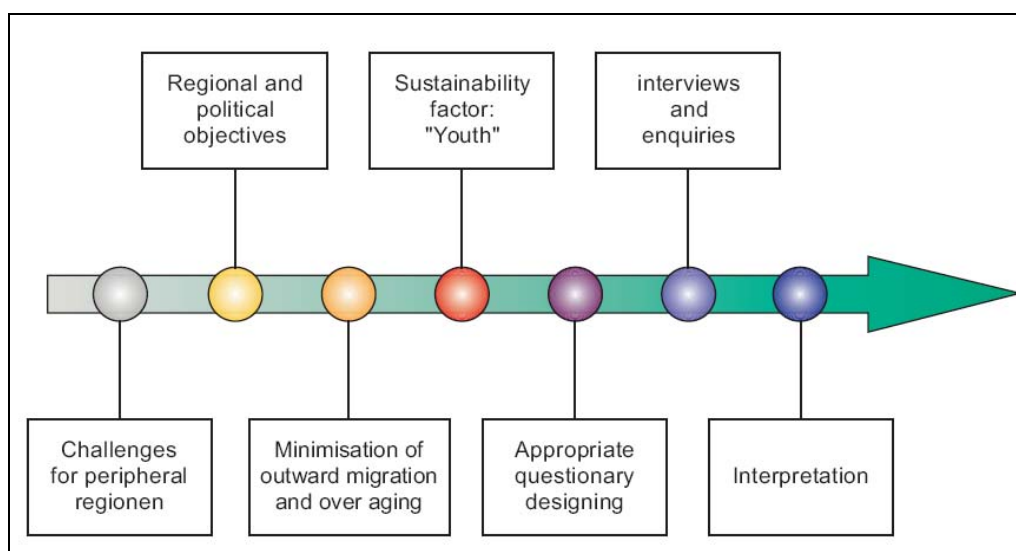 Regional and
political
objectives
Sustainability
factor:
"Youth"
interviews
and
enquiries
Challenges
for peripheral
regionen
Minimisation of
outward migration
and over aging
Appropriate
questionary
designing
Interpretation